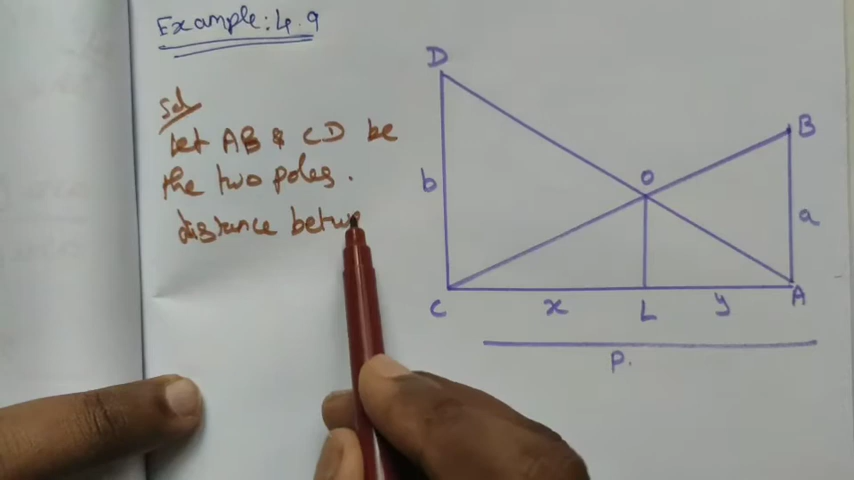 Example: 4.9
Sol
Let AB & CD be
the two poles.
distance betw
D
B
O
b
a
C
x
L
y
A
P.